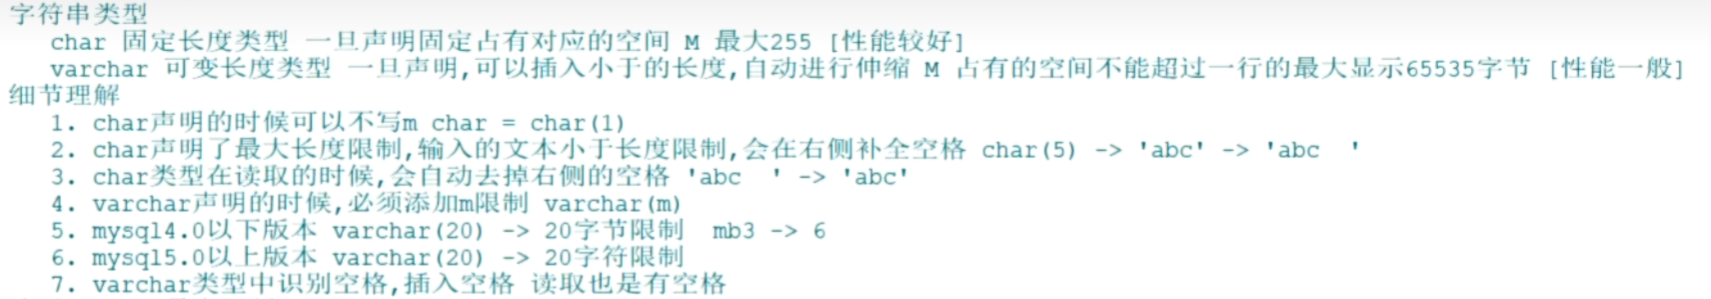 字符串类型
char 固定长度类型 一旦声明固定占有对应的空间 M 最大255 [性能较好]
varchar 可变长度类型 一旦声明,可以插入小于的长度,自动进行伸缩 M 占有的空间不能超过一行的最大显示65535字节 [性能一般]
细节理解
1. char声明的时候可以不写m char = char(1)
2. char声明了最大长度限制,输入的文本小于长度限制,会在右侧补全空格 char(5) -> 'abc' -> 'abc  '
3. char类型在读取的时候,会自动去掉右侧的空格 'abc  ' -> 'abc'
4. varchar声明的时候,必须添加m限制 varchar(m)
5. mysql4.0以下版本 varchar(20) -> 20字节限制  mb3 -> 6
6. mysql5.0以上版本 varchar(20) -> 20字符限制
7. varchar类型中识别空格,插入空格 读取也是有空格